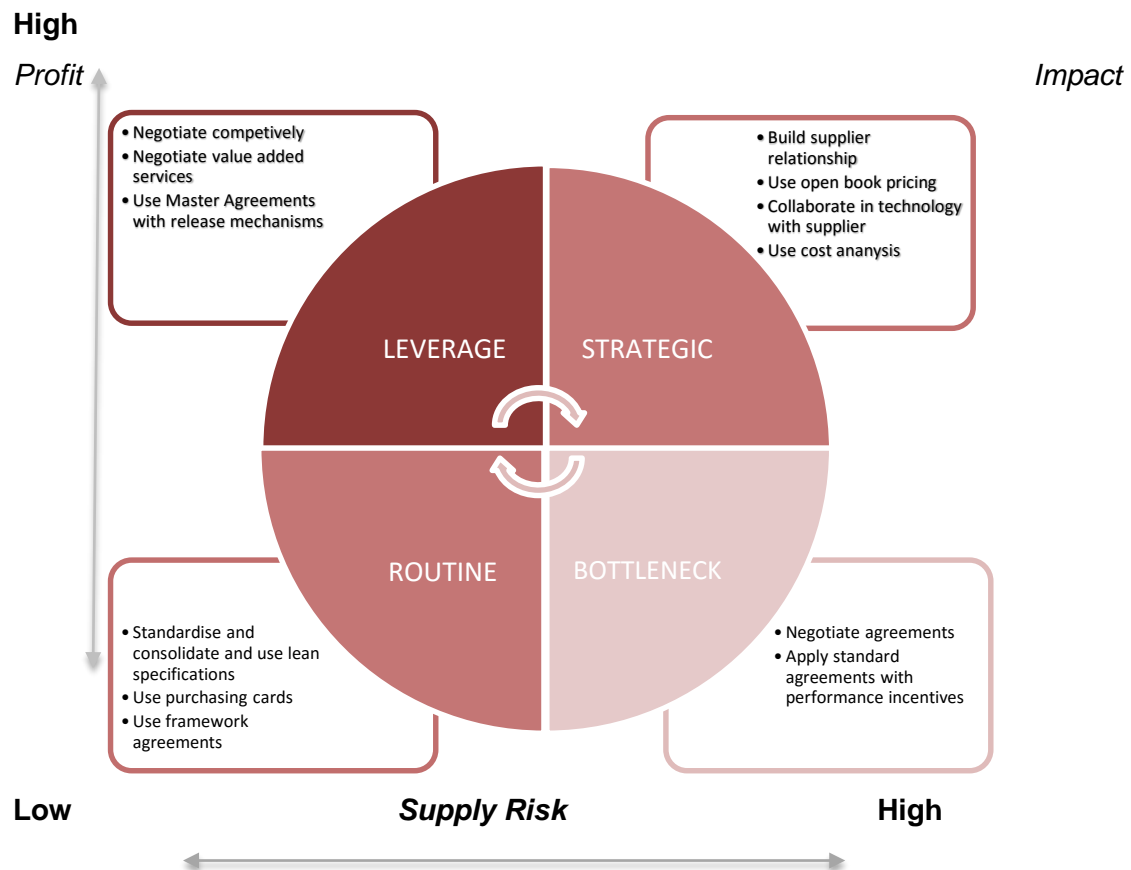 High
Profit
Impact
• Negotiate competively
• Negotiate value added
services
• Use Master Agreements
with release mechanisms
• Build supplier
relationship
• Use open book pricing
• Collaborate in technology
with supplier
• Use cost ananysis
LEVERAGE
STRATEGIC
ROUTINE
BOTTLENECK
• Standardise and
consolidate and use lean
specifications
• Use purchasing cards
• Use framework
agreements
• Negotiate agreements
• Apply standard
agreements with
performance incentives
Low
Supply Risk
High